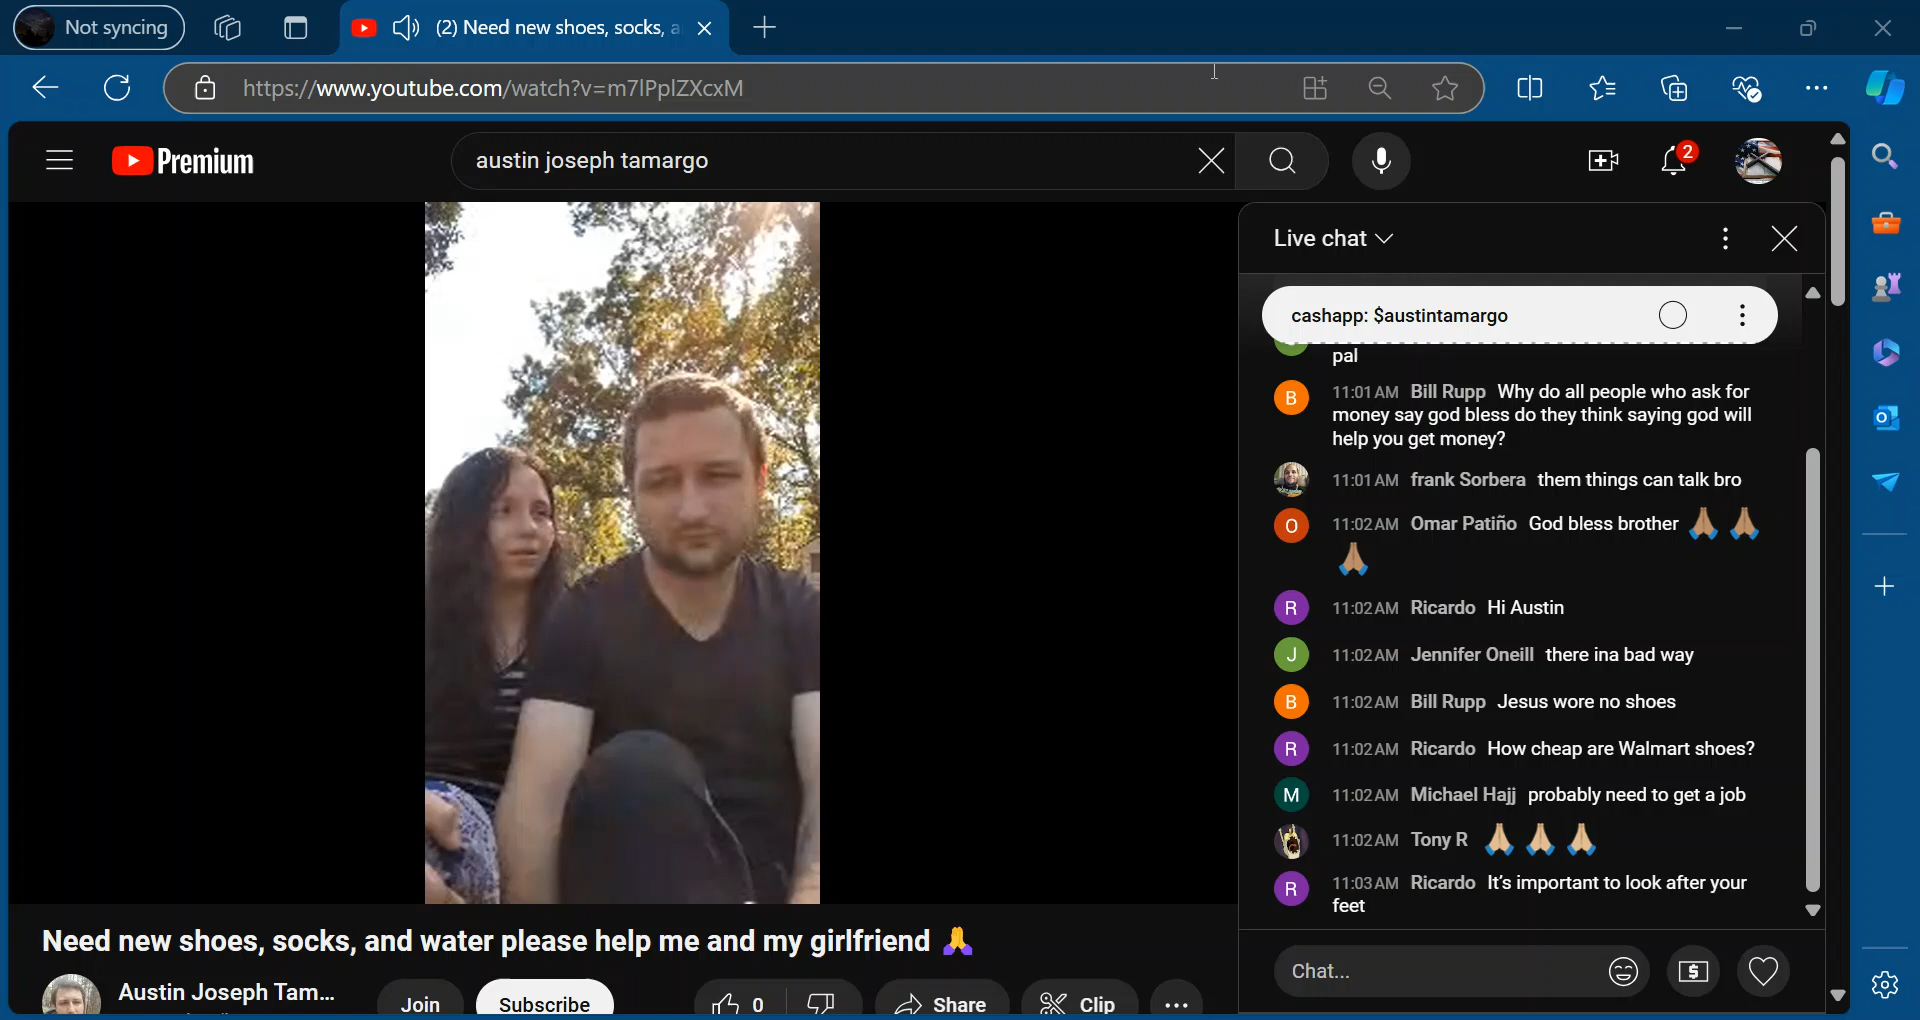 Not syncing
(2) Need new shoes, socks, a
https://www.youtube.com/watch?v=m7lPplZXcxM
Premium
austin joseph tamargo
2
Live chat
cashapp: $austintamargo
pal
B
11:01 AM Bill Rupp Why do all people who ask for
money say god bless do they think saying god will
help you get money?
11:01 AM frank Sorbera them things can talk bro
O 11:02 AM Omar Patiño God bless brother 🙏🏽 🙏🏽
🙏🏽
R 11:02 AM Ricardo Hi Austin
J 11:02 AM Jennifer Oneill there ina bad way
B 11:02 AM Bill Rupp Jesus wore no shoes
R 11:02 AM Ricardo How cheap are Walmart shoes?
M 11:02 AM Michael Hajj probably need to get a job
11:02 AM Tony R 🙏🏼 🙏🏼 🙏🏼
R 11:03 AM Ricardo It's important to look after your
feet
Chat...
Need new shoes, socks, and water please help me and my girlfriend 🙏
Austin Joseph Tam...
Join
Subscribe
0
Share
Clip